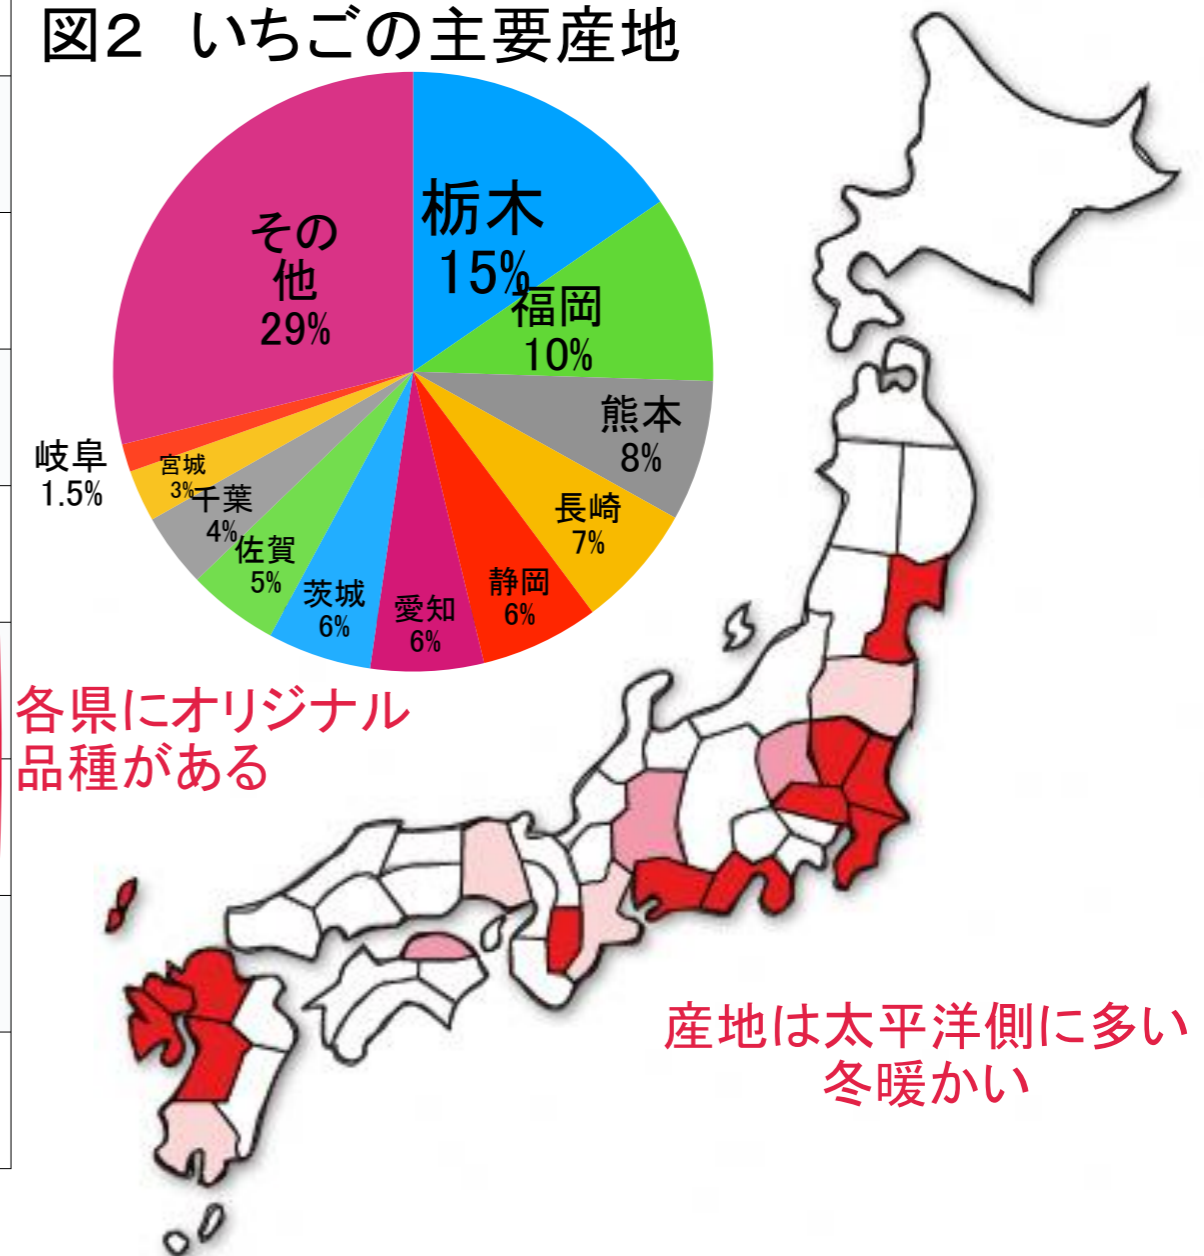 図２　いちごの主要産地
栃木
15%
福岡
10%
熊本
8%
長崎
7%
静岡
6%
愛知
6%
茨城
6%
佐賀
5%
千葉
4%
宮城
3%
岐阜
1.5%
その
他
29%
各県にオリジナル
品種がある
産地は太平洋側に多い
冬暖かい